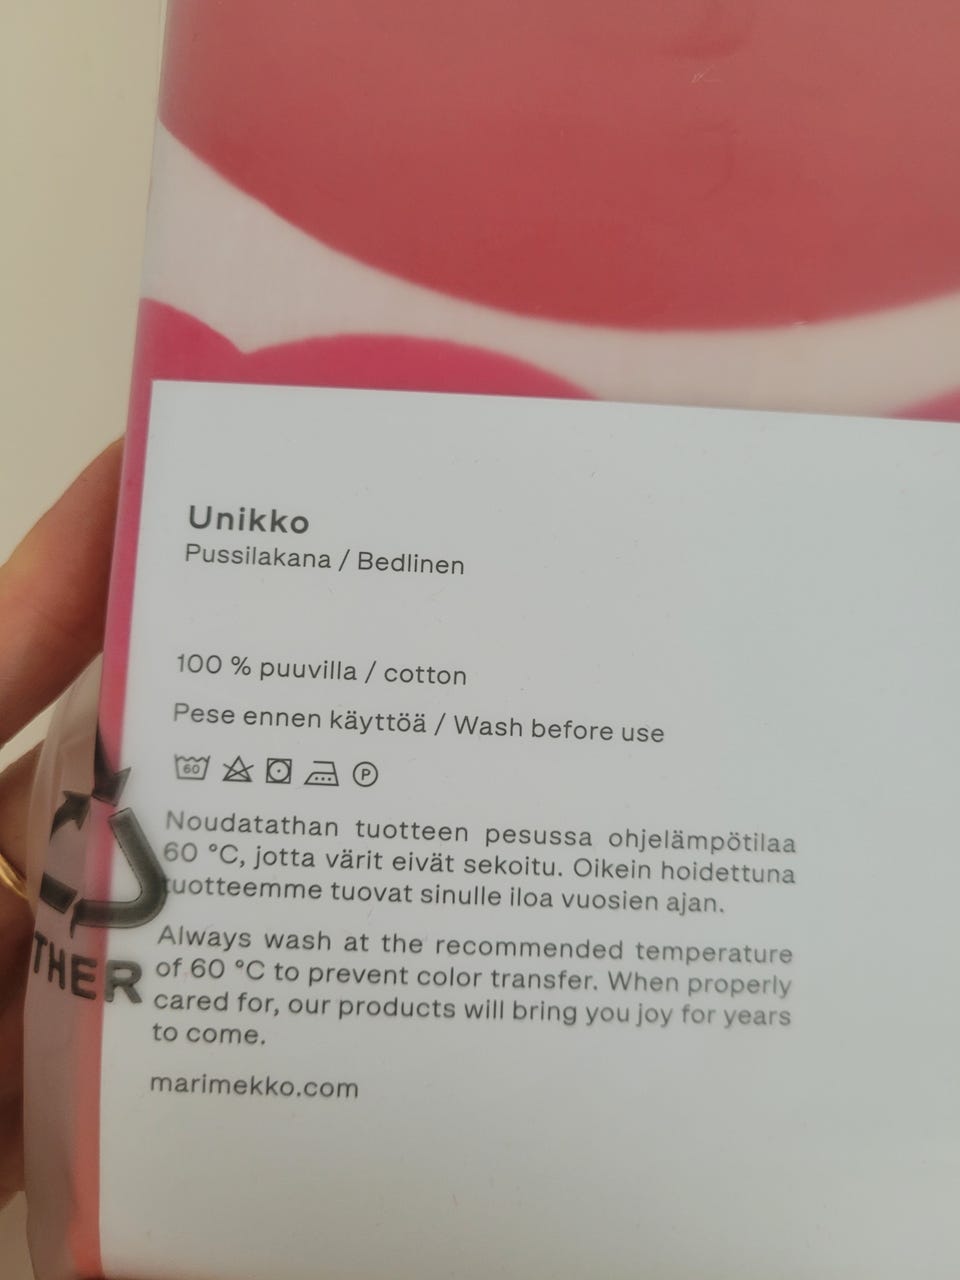 Unikko
Pussilakana / Bedlinen
100 % puuvilla / cotton
Pese ennen käyttöä / Wash before use
60 P
Noudatathan tuotteen pesussa ohjelämpötilaa
60 °C, jotta värit eivät sekoitu. Oikein hoidettuna
tuotteemme tuovat sinulle iloa vuosien ajan.
Always wash at the recommended temperature
of 60 °C to prevent color transfer. When properly
cared for, our products will bring you joy for years
to come.
marimekko.com
THER